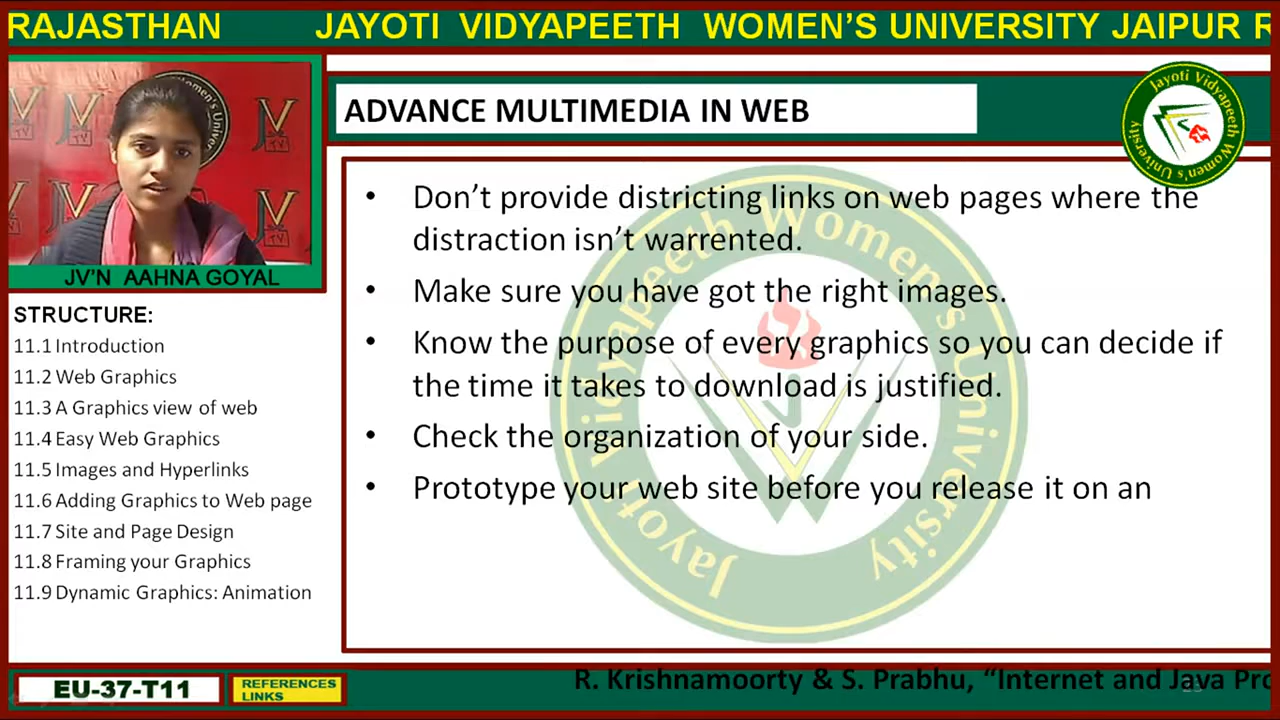 RAJASTHAN JAYOTI VIDYAPEETH WOMEN'S UNIVERSITY JAIPUR R
ADVANCE MULTIMEDIA IN WEB
Jayoti Vidyapeeth Women's University
JV'N AAHNA GOYAL
STRUCTURE:
11.1 Introduction
11.2 Web Graphics
11.3 A Graphics view of web
11.4 Easy Web Graphics
11.5 Images and Hyperlinks
11.6 Adding Graphics to Web page
11.7 Site and Page Design
11.8 Framing your Graphics
11.9 Dynamic Graphics: Animation
• Don't provide districting links on web pages where the
distraction isn't warrented.
• Make sure you have got the right images.
• Know the purpose of every graphics so you can decide if
the time it takes to download is justified.
• Check the organization of your side.
• Prototype your web site before you release it on an
Jayoti Vidyapeeth Women's University
EU-37-T11
REFERENCES
LINKS
R. Krishnamoorty & S. Prabhu, "Internet and Java Pro